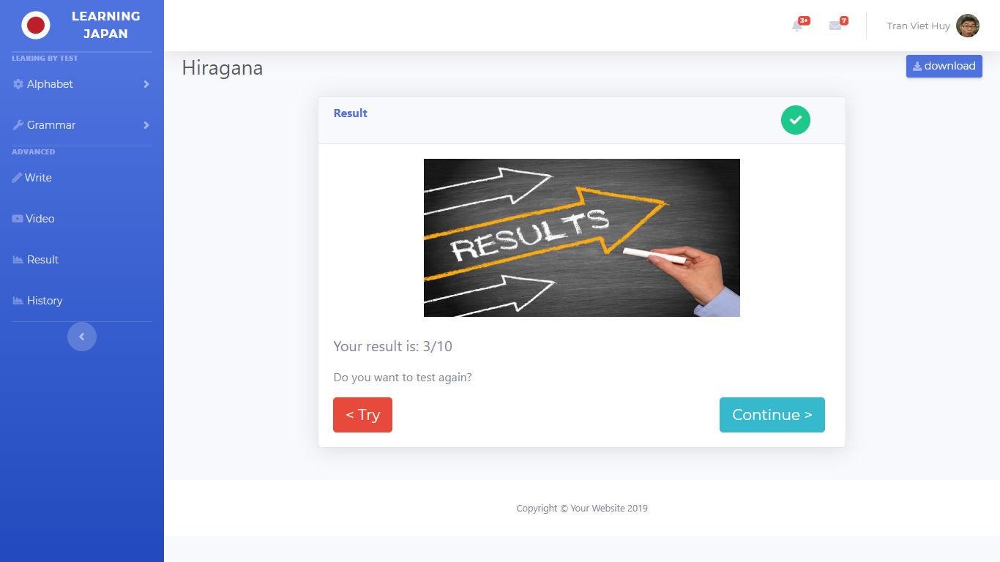 LEARNING
JAPAN
3+
7
Tran Viet Huy
LEARING BY TEST
Alphabet
Grammar
ADVANCED
Write
Video
Result
History
Hiragana
download
Result
RESULTS
Your result is: 3/10
Do you want to test again?
< Try
Continue >
Copyright © Your Website 2019